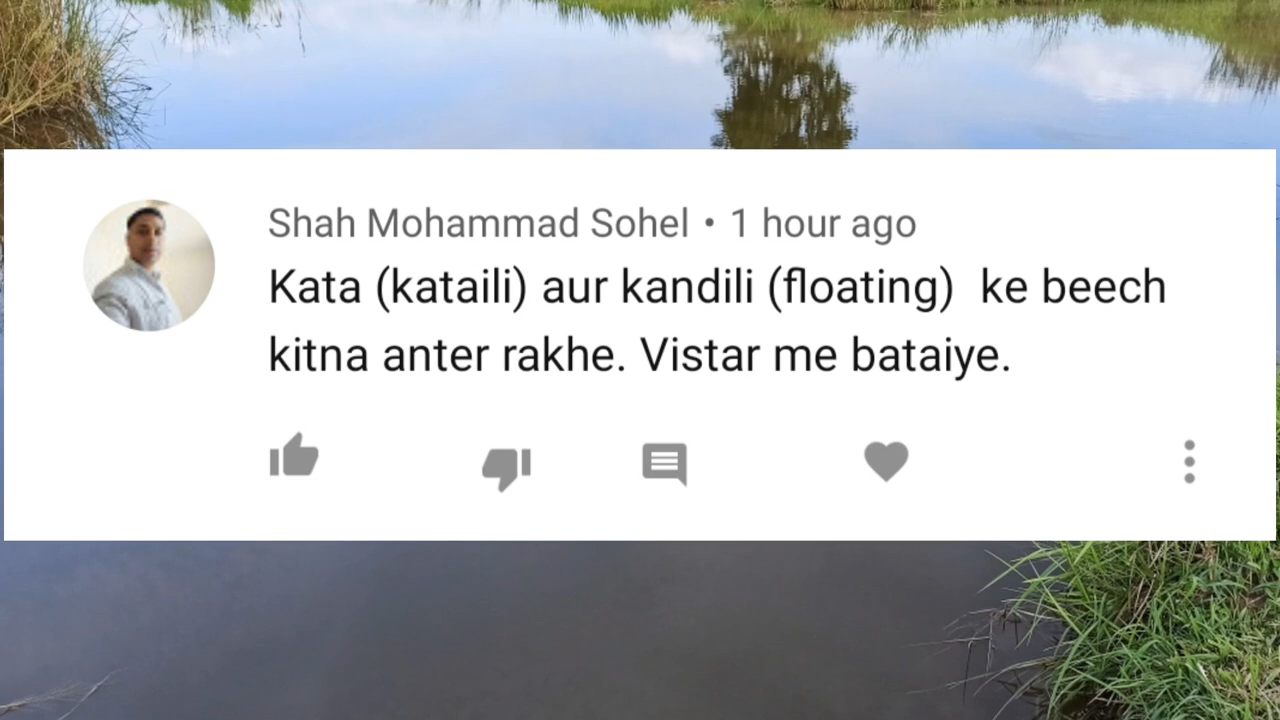 Shah Mohammad Sohel • 1 hour ago
Kata (kataili) aur kandili (floating)  ke beech
kitna anter rakhe. Vistar me bataiye.